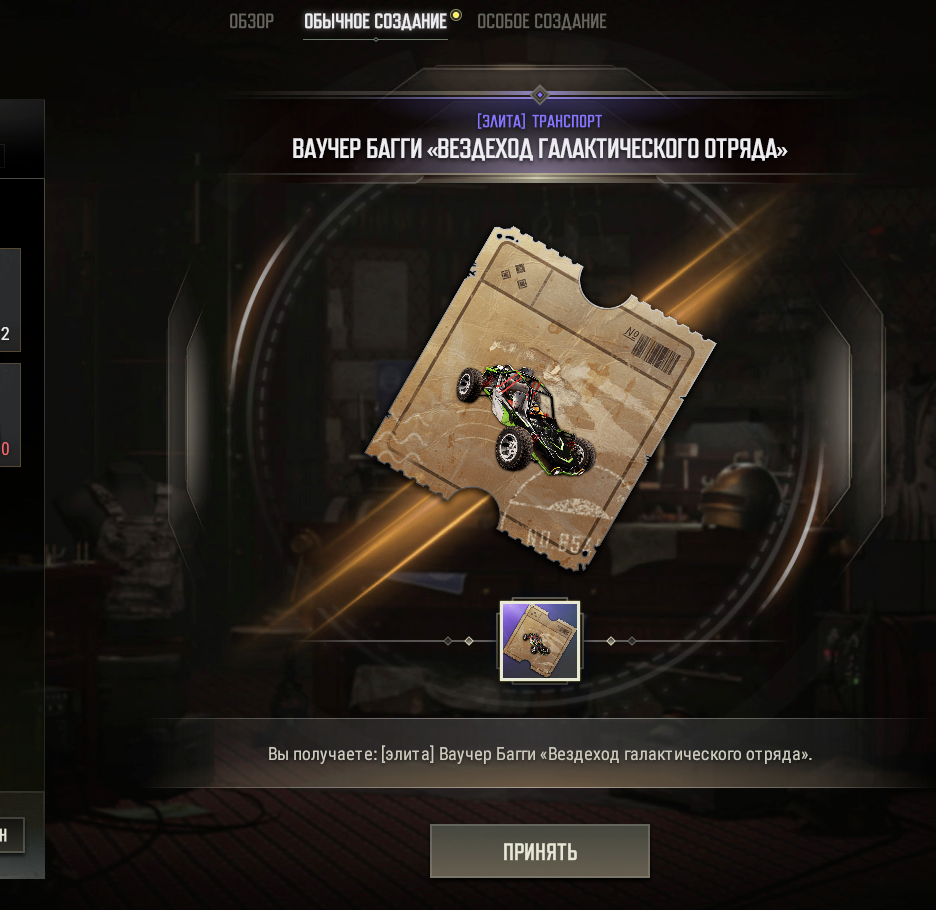 ОБЗОР
ОБЫЧНОЕ СОЗДАНИЕ
ОСОБОЕ СОЗДАНИЕ
[ЭЛИТА] ТРАНСПОРТ
ВАУЧЕР БАГГИ «ВЕЗДЕХОД ГАЛАКТИЧЕСКОГО ОТРЯДА»
2
0
Nº
NO.654
Вы получаете: [элита] Ваучер Багги «Вездеход галактического отряда».
Н
ПРИНЯТЬ